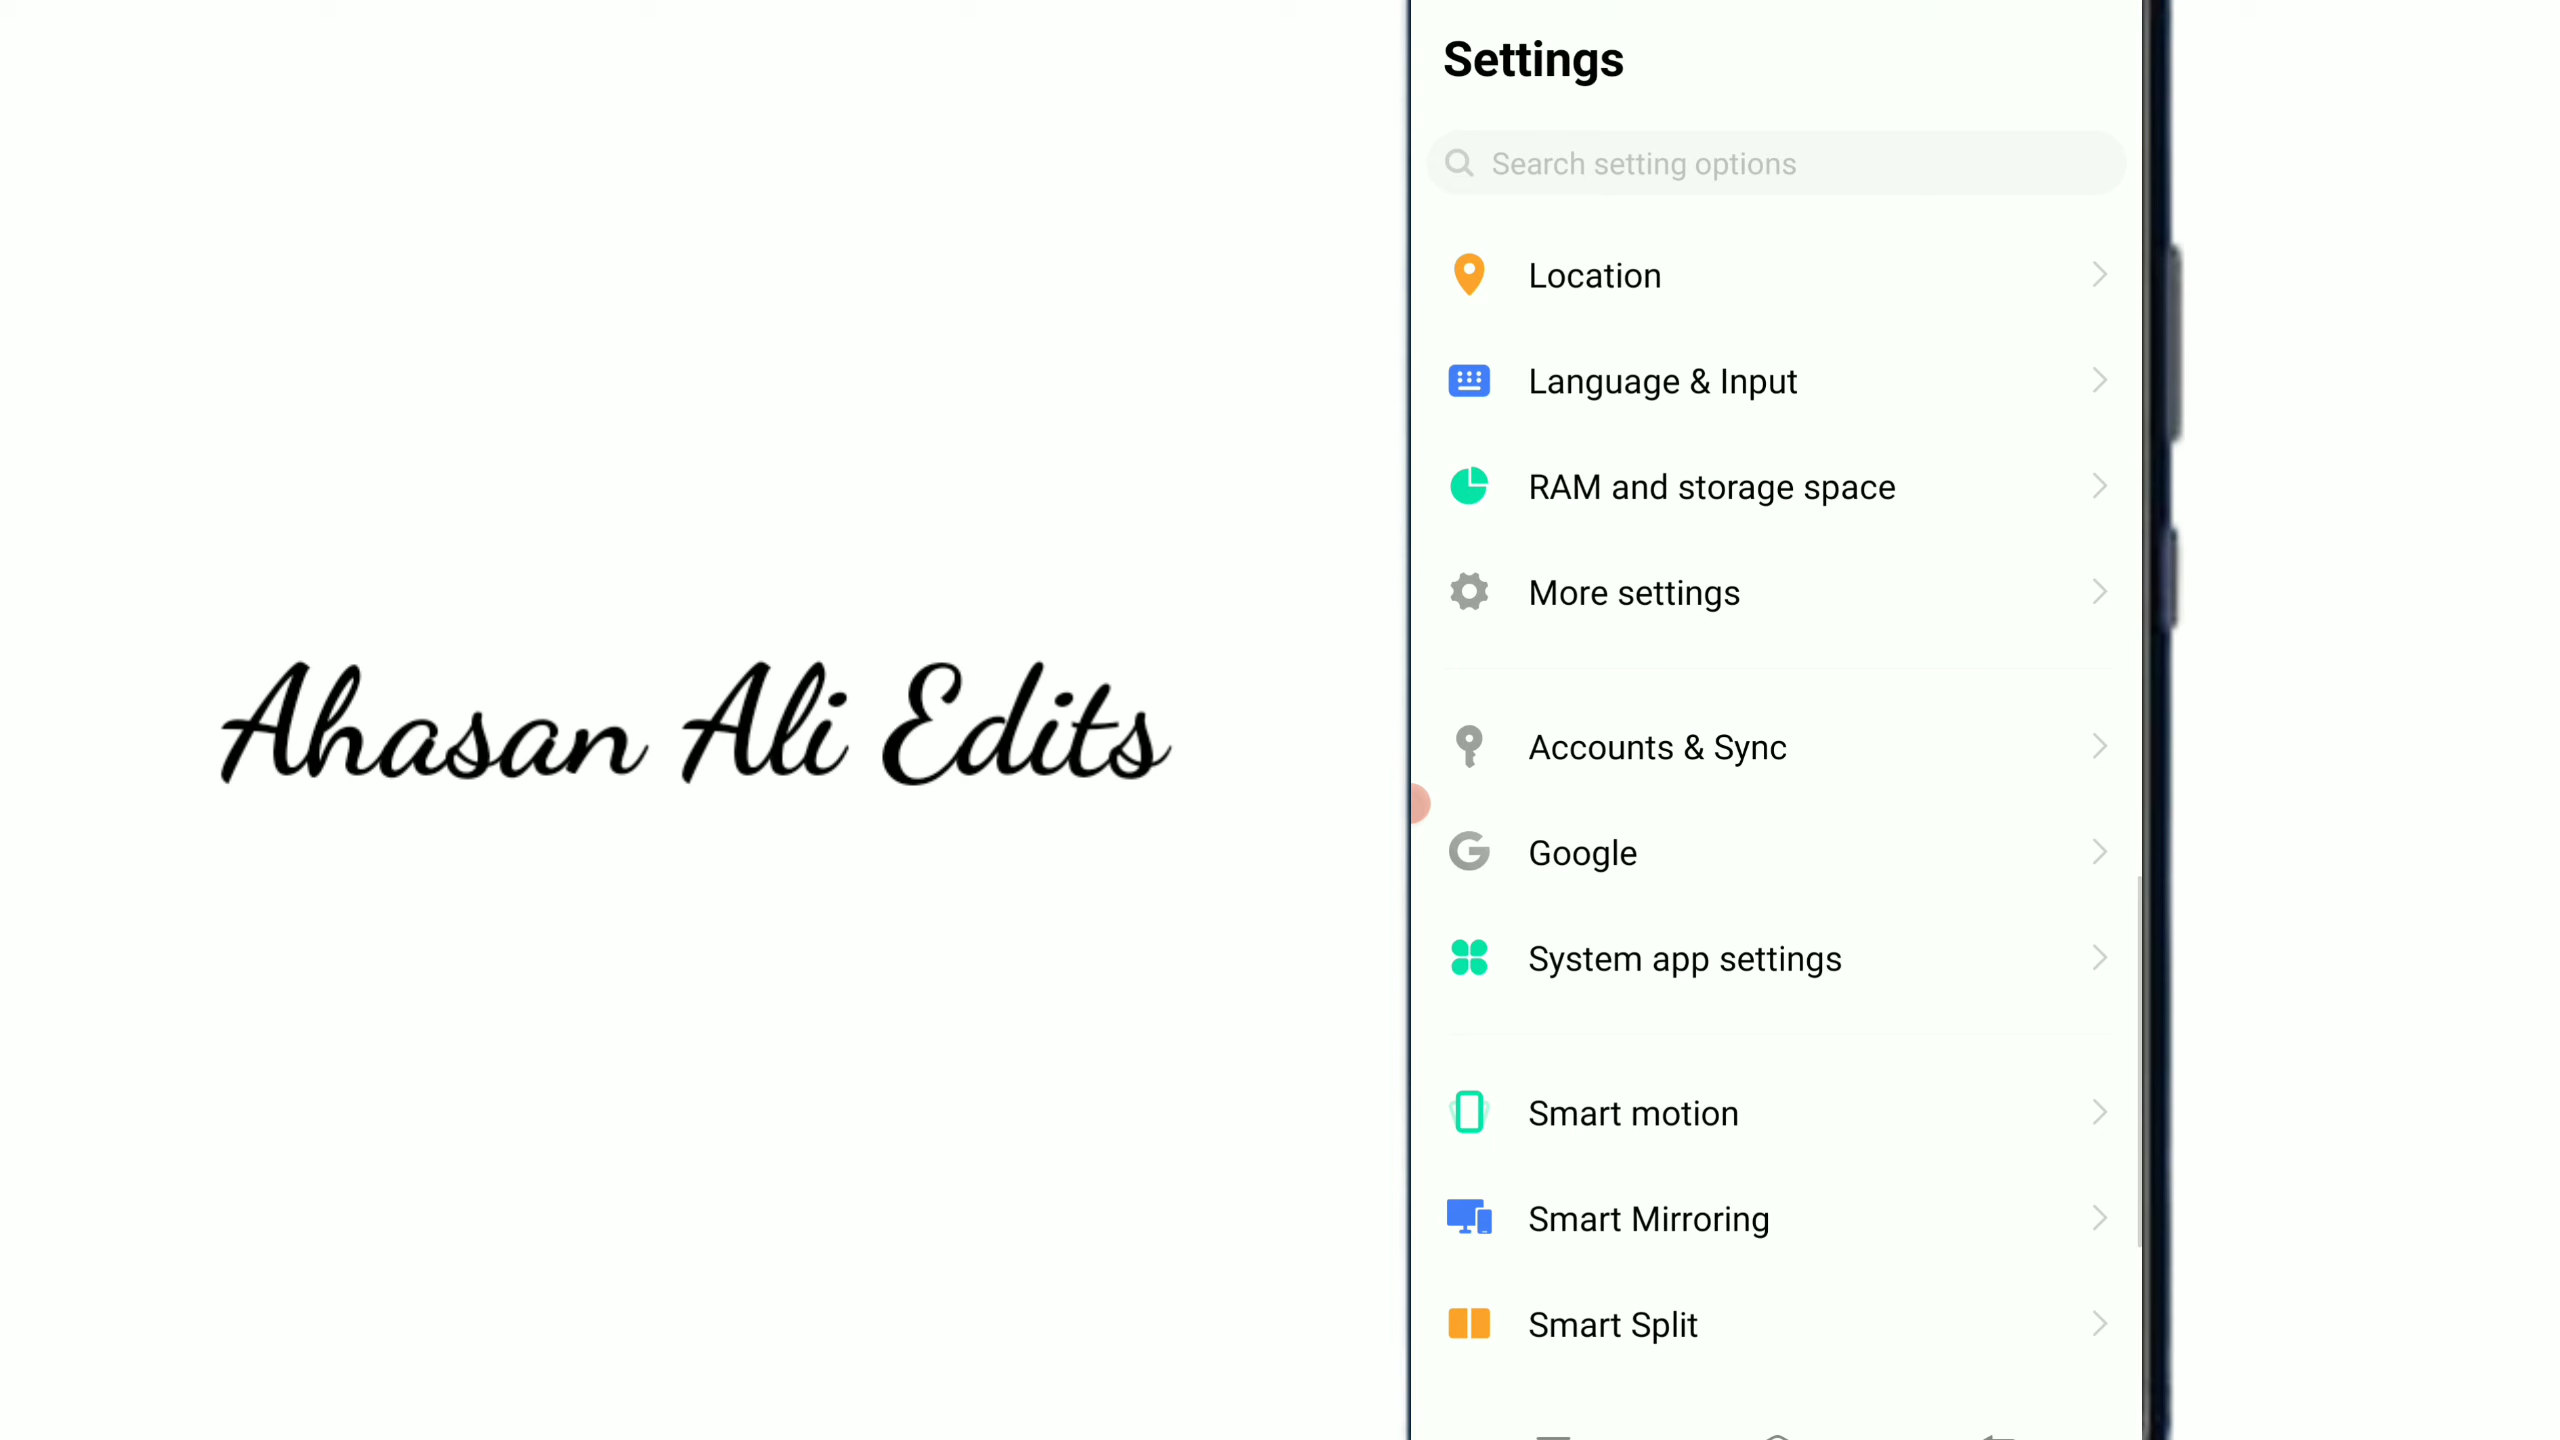 Settings
Search setting options
Location
Language & Input
RAM and storage space
More settings
Ahasan Ali Edits
Accounts & Sync
Google
System app settings
Smart motion
Smart Mirroring
Smart Split